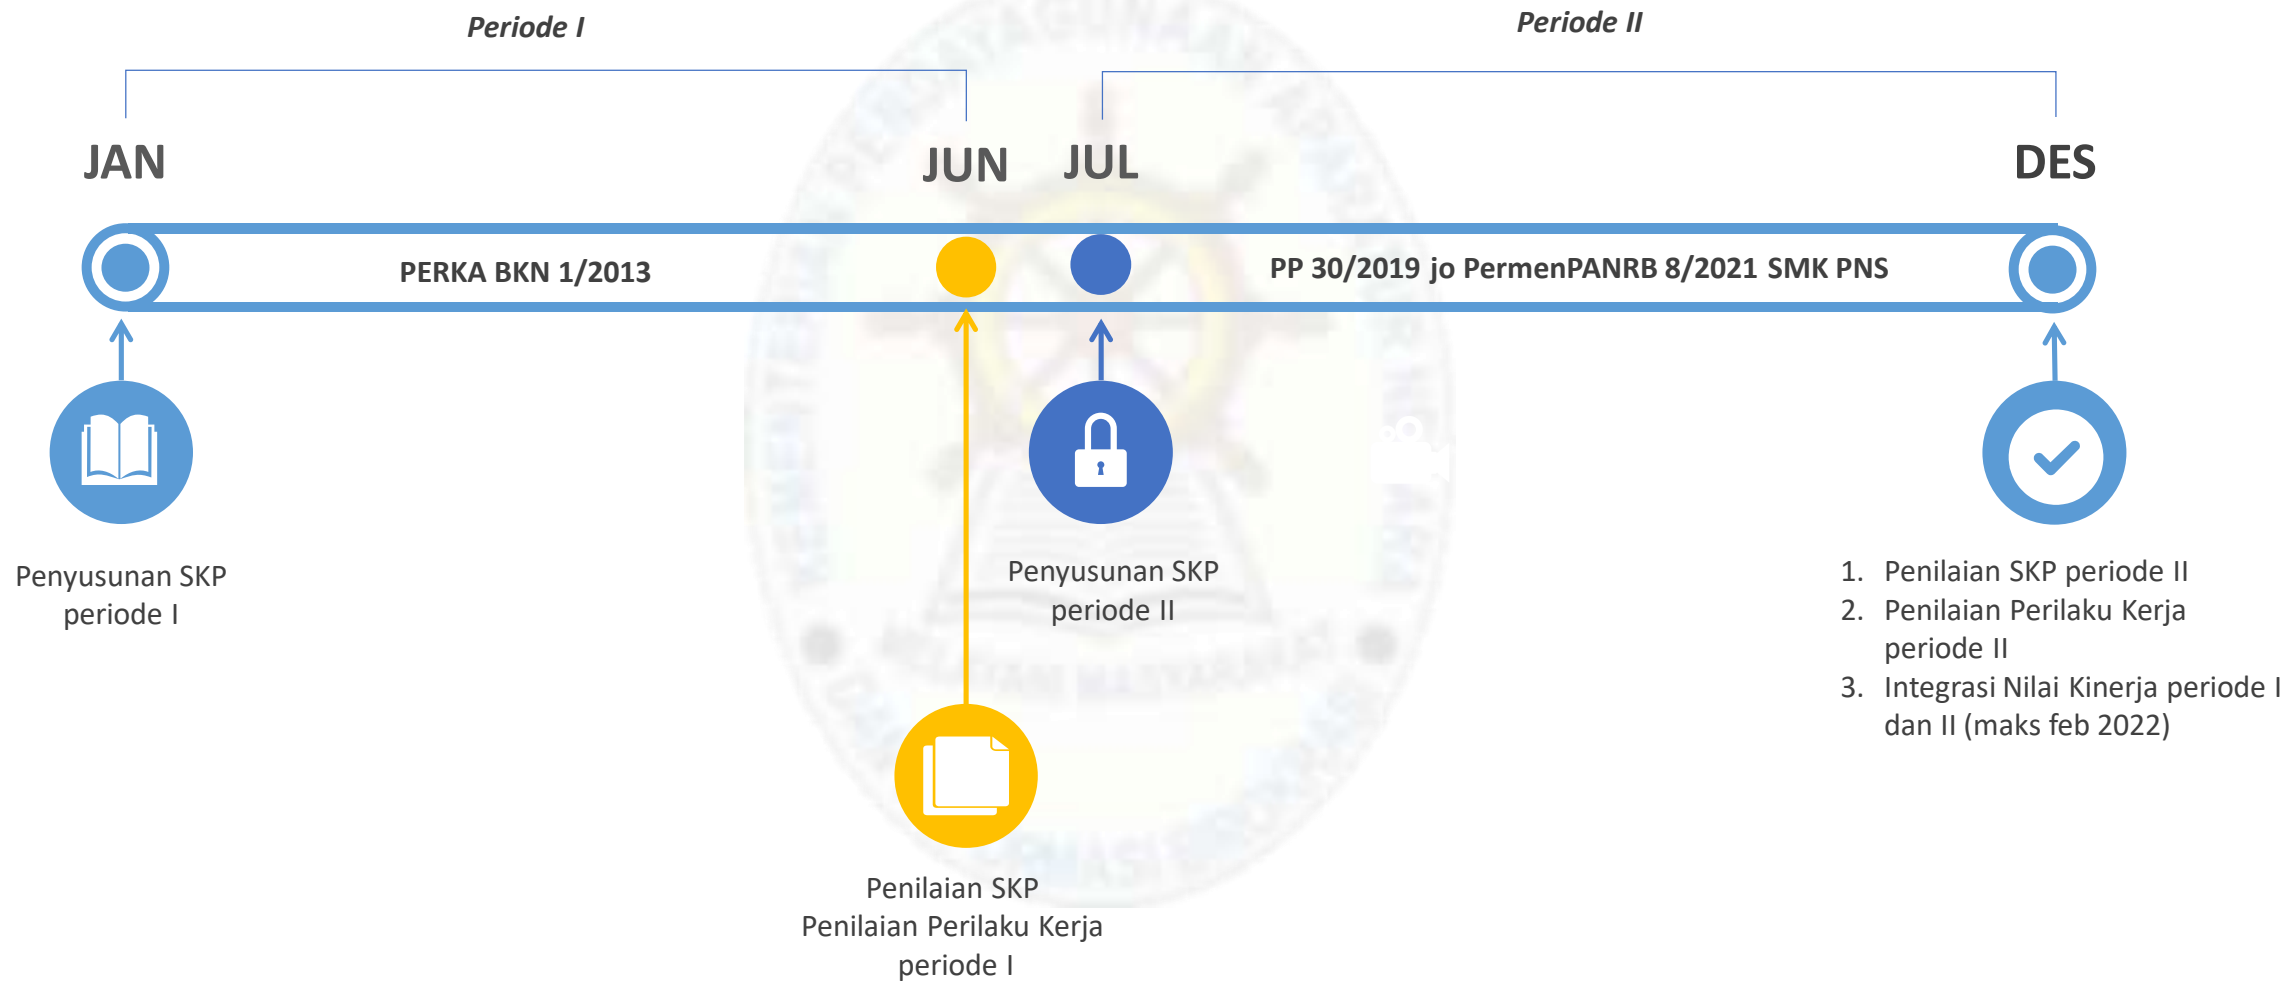 Periode I
Periode II
JAN
JUN
JUL
DES
PERKA BKN 1/2013
PP 30/2019 jo PermenPANRB 8/2021 SMK PNS
Penyusunan SKP
periode I
Penyusunan SKP
periode II
1. Penilaian SKP periode II
2. Penilaian Perilaku Kerja
periode II
3. Integrasi Nilai Kinerja periode I
dan II (maks feb 2022)
Penilaian SKP
Penilaian Perilaku Kerja
periode I